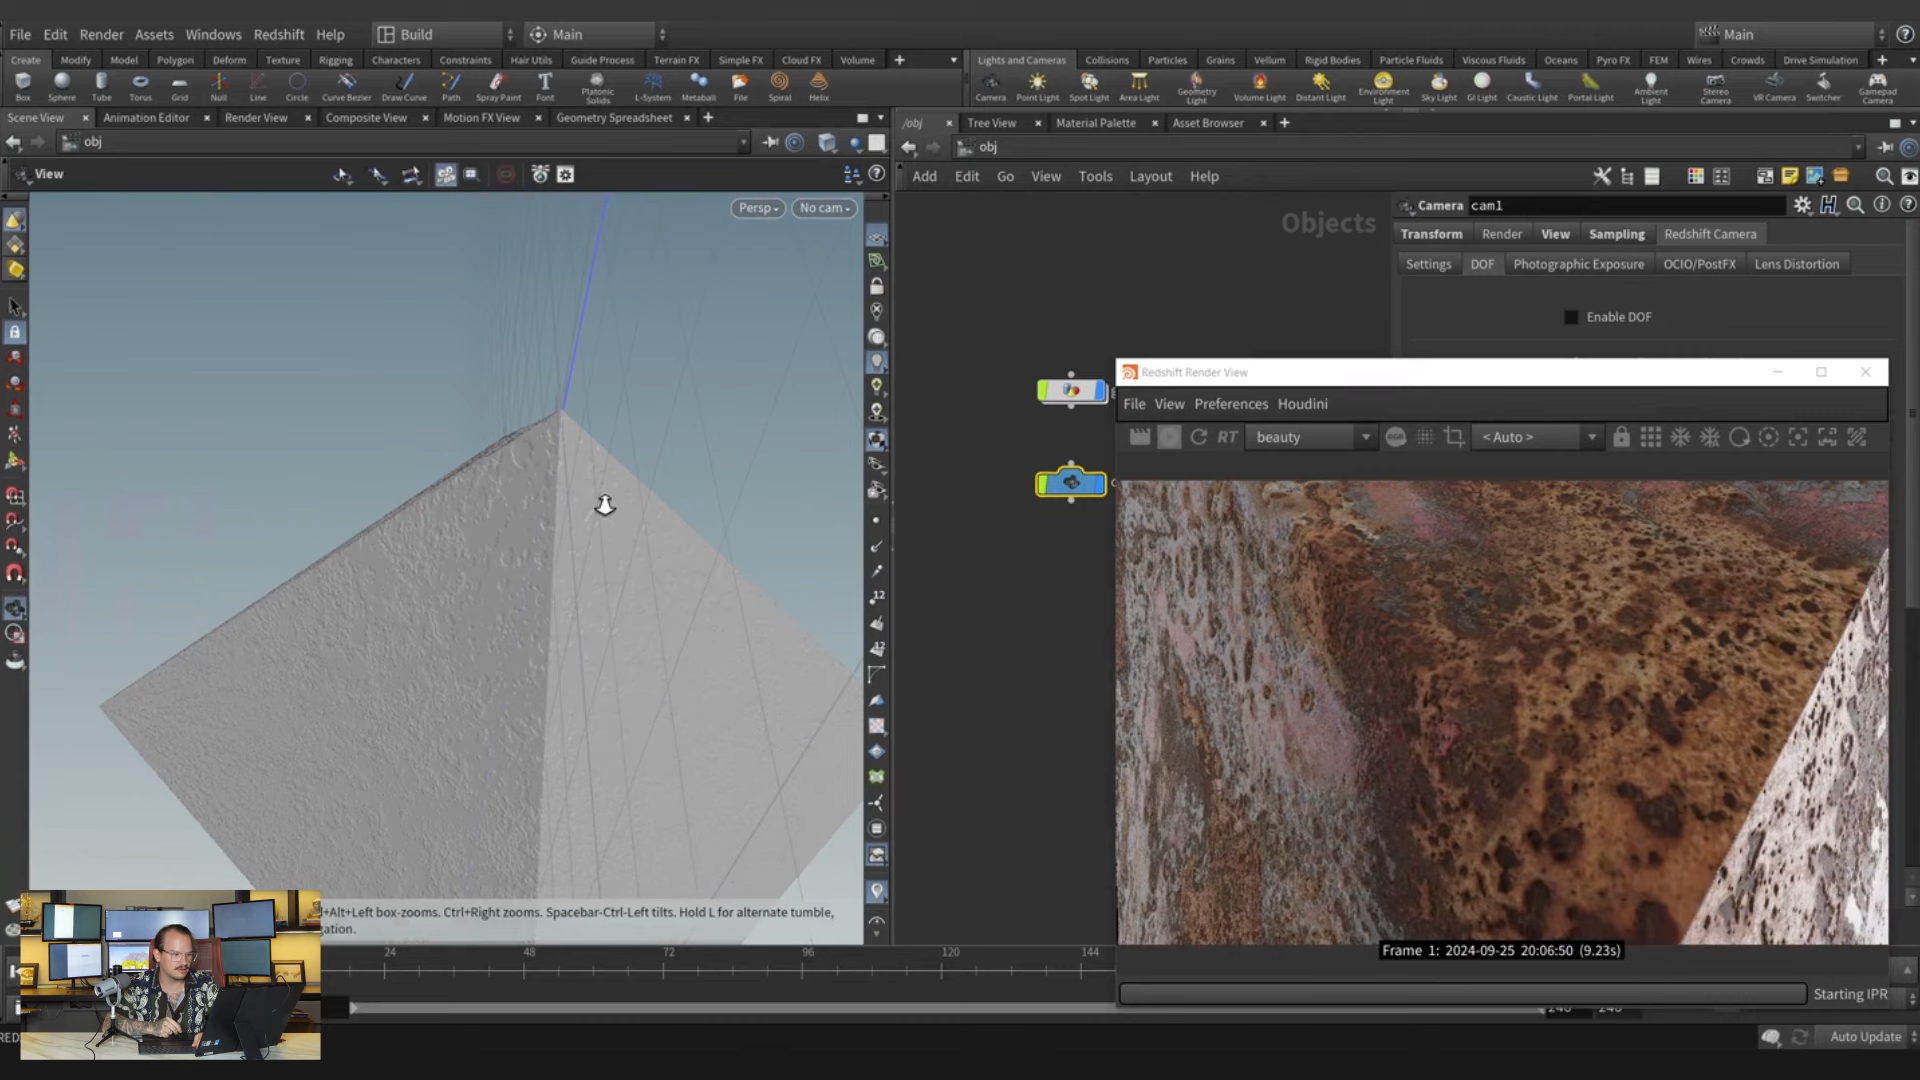 File Edit Render Assets Windows Redshift Help Build Main Main
Create Modify Model Polygon Deform Texture Rigging Characters Constraints Hair Utils Guide Process Terrain FX Simple FX Cloud FX Volume
Lights and Cameras Collisions Particles Grains Vellum Rigid Bodies Particle Fluids Viscous Fluids Oceans Pyro FX FEM Wires Crowds Drive Simulation
Box Sphere Tube Torus Grid Null Line Circle Curve Bezier Draw Curve Path Spray Paint Font Platonic Solids L-System Metaball File Spiral Helix
Camera Point Light Spot Light Area Light Geometry Light Volume Light Distant Light Environment Light Sky Light GI Light Caustic Light Portal Light Ambient Light Stereo Camera VR Camera Switcher Gamepad Camera
Scene View Animation Editor Render View Composite View Motion FX View Geometry Spreadsheet
/obj Tree View Material Palette Asset Browser
obj
obj
View
Add Edit Go View Tools Layout Help
Persp No cam
Objects
Camera cam1
Transform Render View Sampling Redshift Camera
Settings DOF Photographic Exposure OCIO/PostFX Lens Distortion
Enable DOF
Redshift Render View
File View Preferences Houdini
RT beauty < Auto >
12
12
+Alt+Left box-zooms. Ctrl+Right zooms. Spacebar-Ctrl-Left tilts. Hold L for alternate tumble,
gation.
24 48 72 96 120 144
Frame 1: 2024-09-25 20:06:50 (9.23s)
Starting IPR
240 240
Auto Update